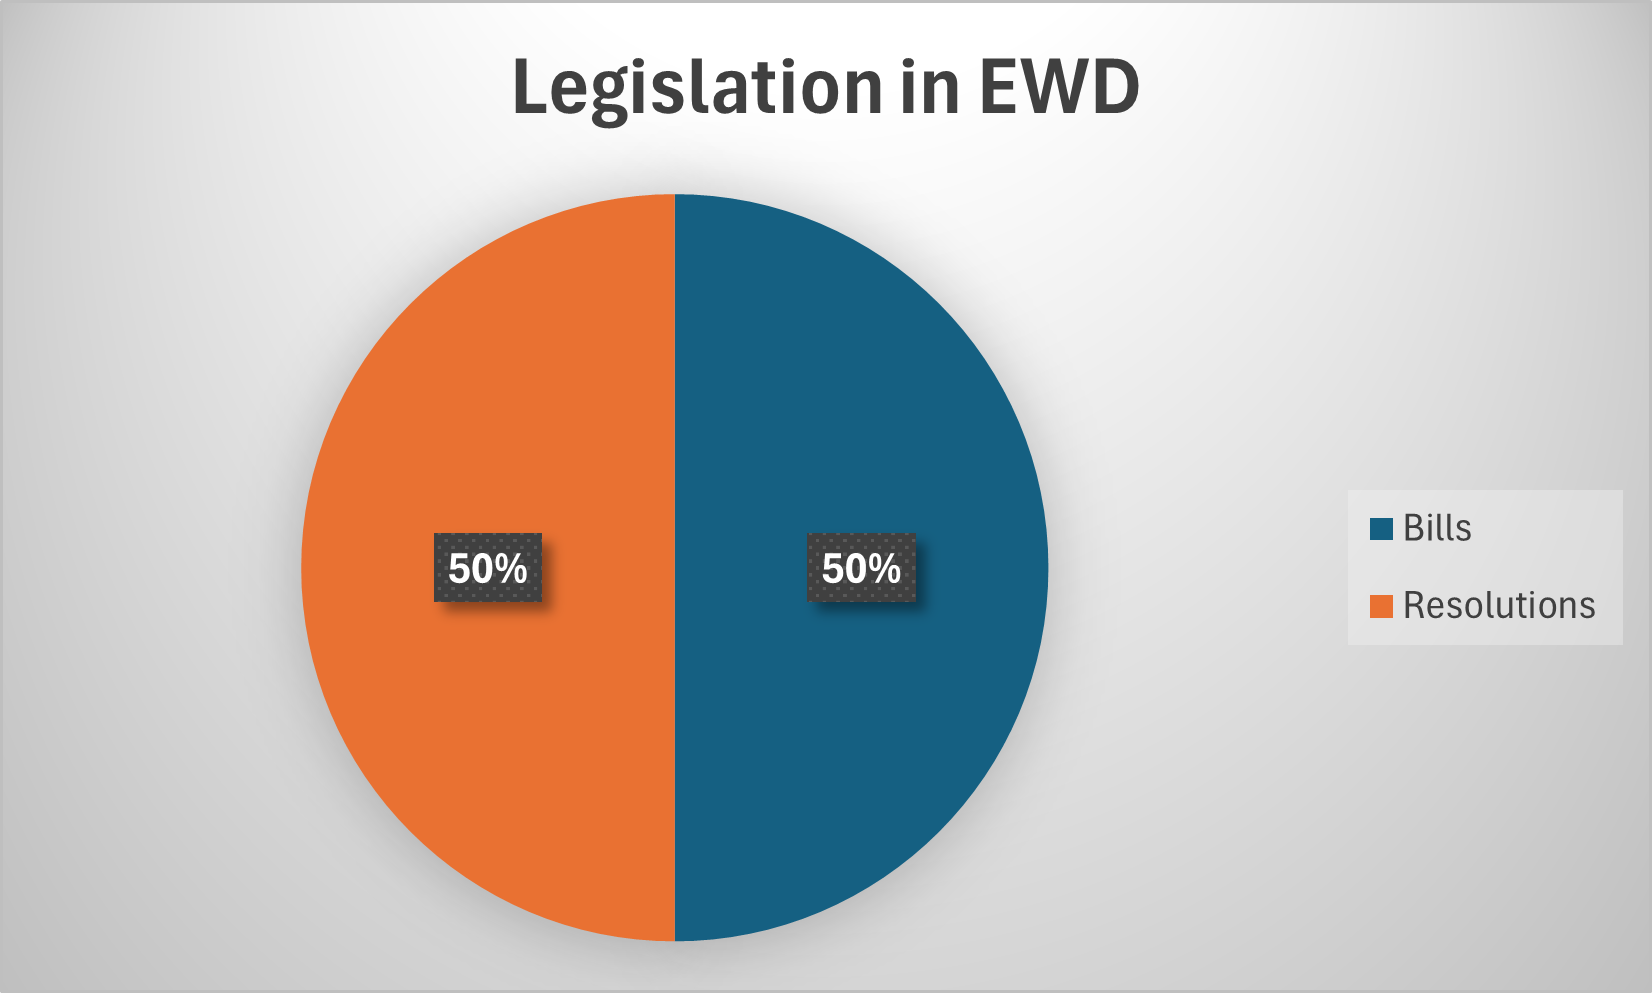 Legislation in EWD
50%
50%
Bills
Resolutions